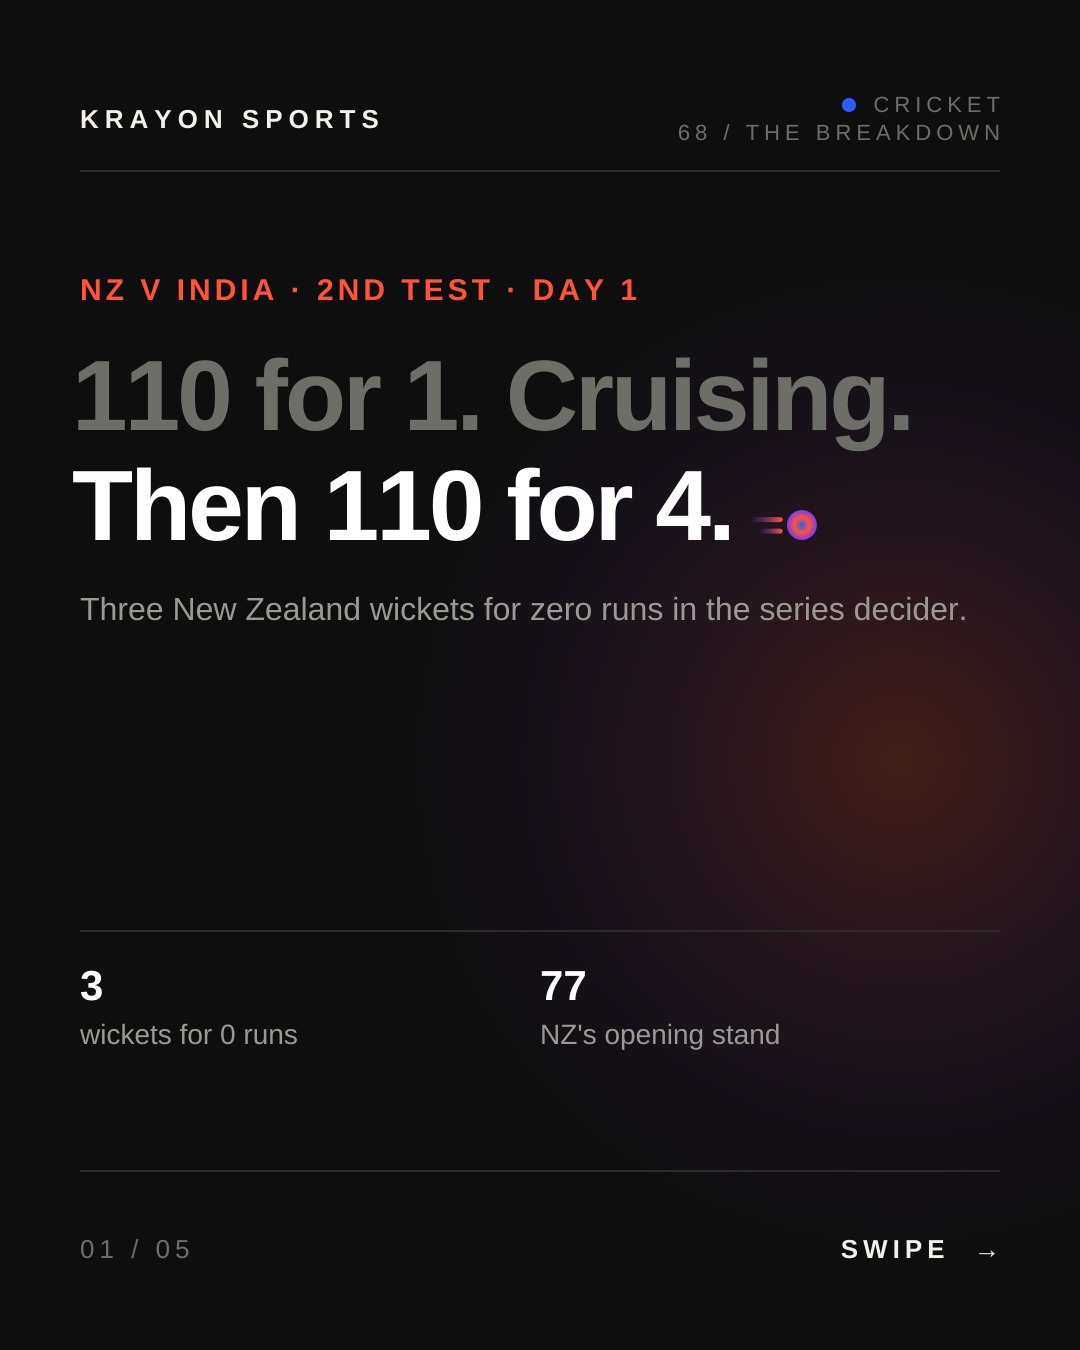 KRAYON SPORTS
CRICKET
68 / THE BREAKDOWN
NZ V INDIA · 2ND TEST · DAY 1
110 for 1. Cruising.
Then 110 for 4.
Three New Zealand wickets for zero runs in the series decider.
3
wickets for 0 runs
77
NZ's opening stand
01 / 05
SWIPE →